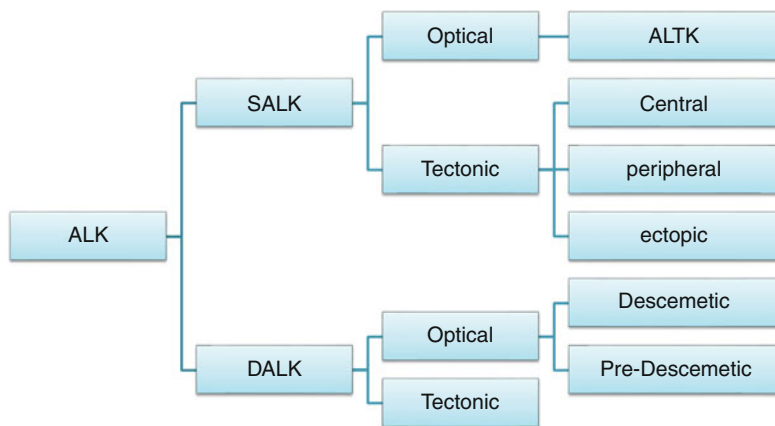 Optical
ALTK
SALK
Central
Tectonic
peripheral
ALK
ectopic
Descemetic
Optical
DALK
Pre-Descemetic
Tectonic